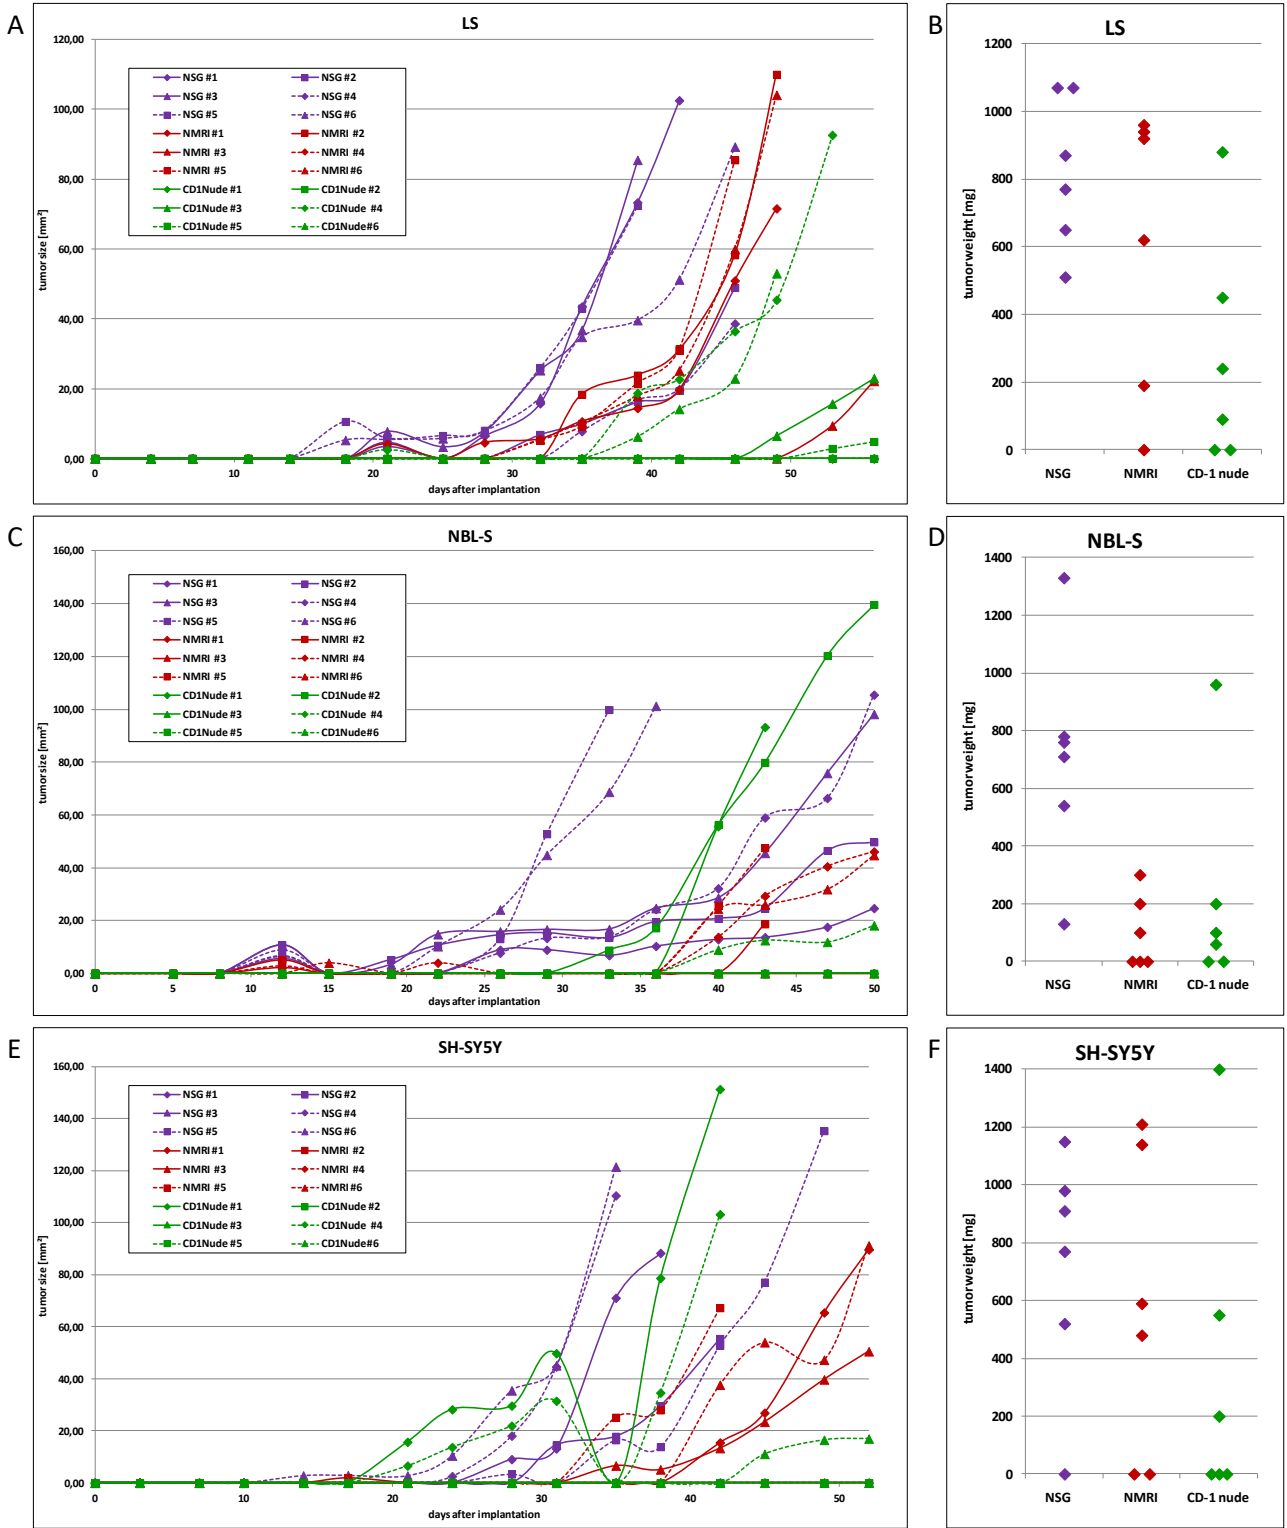 A
LS
120,00
100,00
80,00
60,00
40,00
20,00
0,00
tumor size [mm²]
NSG #1 NSG #2
NSG #3 NSG #4
NSG #5 NSG #6
NMRI #1 NMRI #2
NMRI #3 NMRI #4
NMRI #5 NMRI #6
CD1Nude #1 CD1Nude #2
CD1Nude #3 CD1Nude #4
CD1Nude #5 CD1Nude#6
0 10 20 30 40 50
days after implantation
B
LS
1200
1000
800
600
400
200
0
tumorweight [mg]
NSG NMRI CD-1 nude
C
NBL-S
160,00
140,00
120,00
100,00
80,00
60,00
40,00
20,00
0,00
tumor size [mm²]
NSG #1 NSG #2
NSG #3 NSG #4
NSG #5 NSG #6
NMRI #1 NMRI #2
NMRI #3 NMRI #4
NMRI #5 NMRI #6
CD1Nude #1 CD1Nude #2
CD1Nude #3 CD1Nude #4
CD1Nude #5 CD1Nude#6
0 5 10 15 20 25 30 35 40 45 50
days after implantation
D
NBL-S
1400
1200
1000
800
600
400
200
0
tumorweight [mg]
NSG NMRI CD-1 nude
E
SH-SY5Y
160,00
140,00
120,00
100,00
80,00
60,00
40,00
20,00
0,00
tumor size [mm²]
NSG #1 NSG #2
NSG #3 NSG #4
NSG #5 NSG #6
NMRI #1 NMRI #2
NMRI #3 NMRI #4
NMRI #5 NMRI #6
CD1Nude #1 CD1Nude #2
CD1Nude #3 CD1Nude #4
CD1Nude #5 CD1Nude#6
0 10 20 30 40 50
days after implantation
F
SH-SY5Y
1400
1200
1000
800
600
400
200
0
tumorweight [mg]
NSG NMRI CD-1 nude